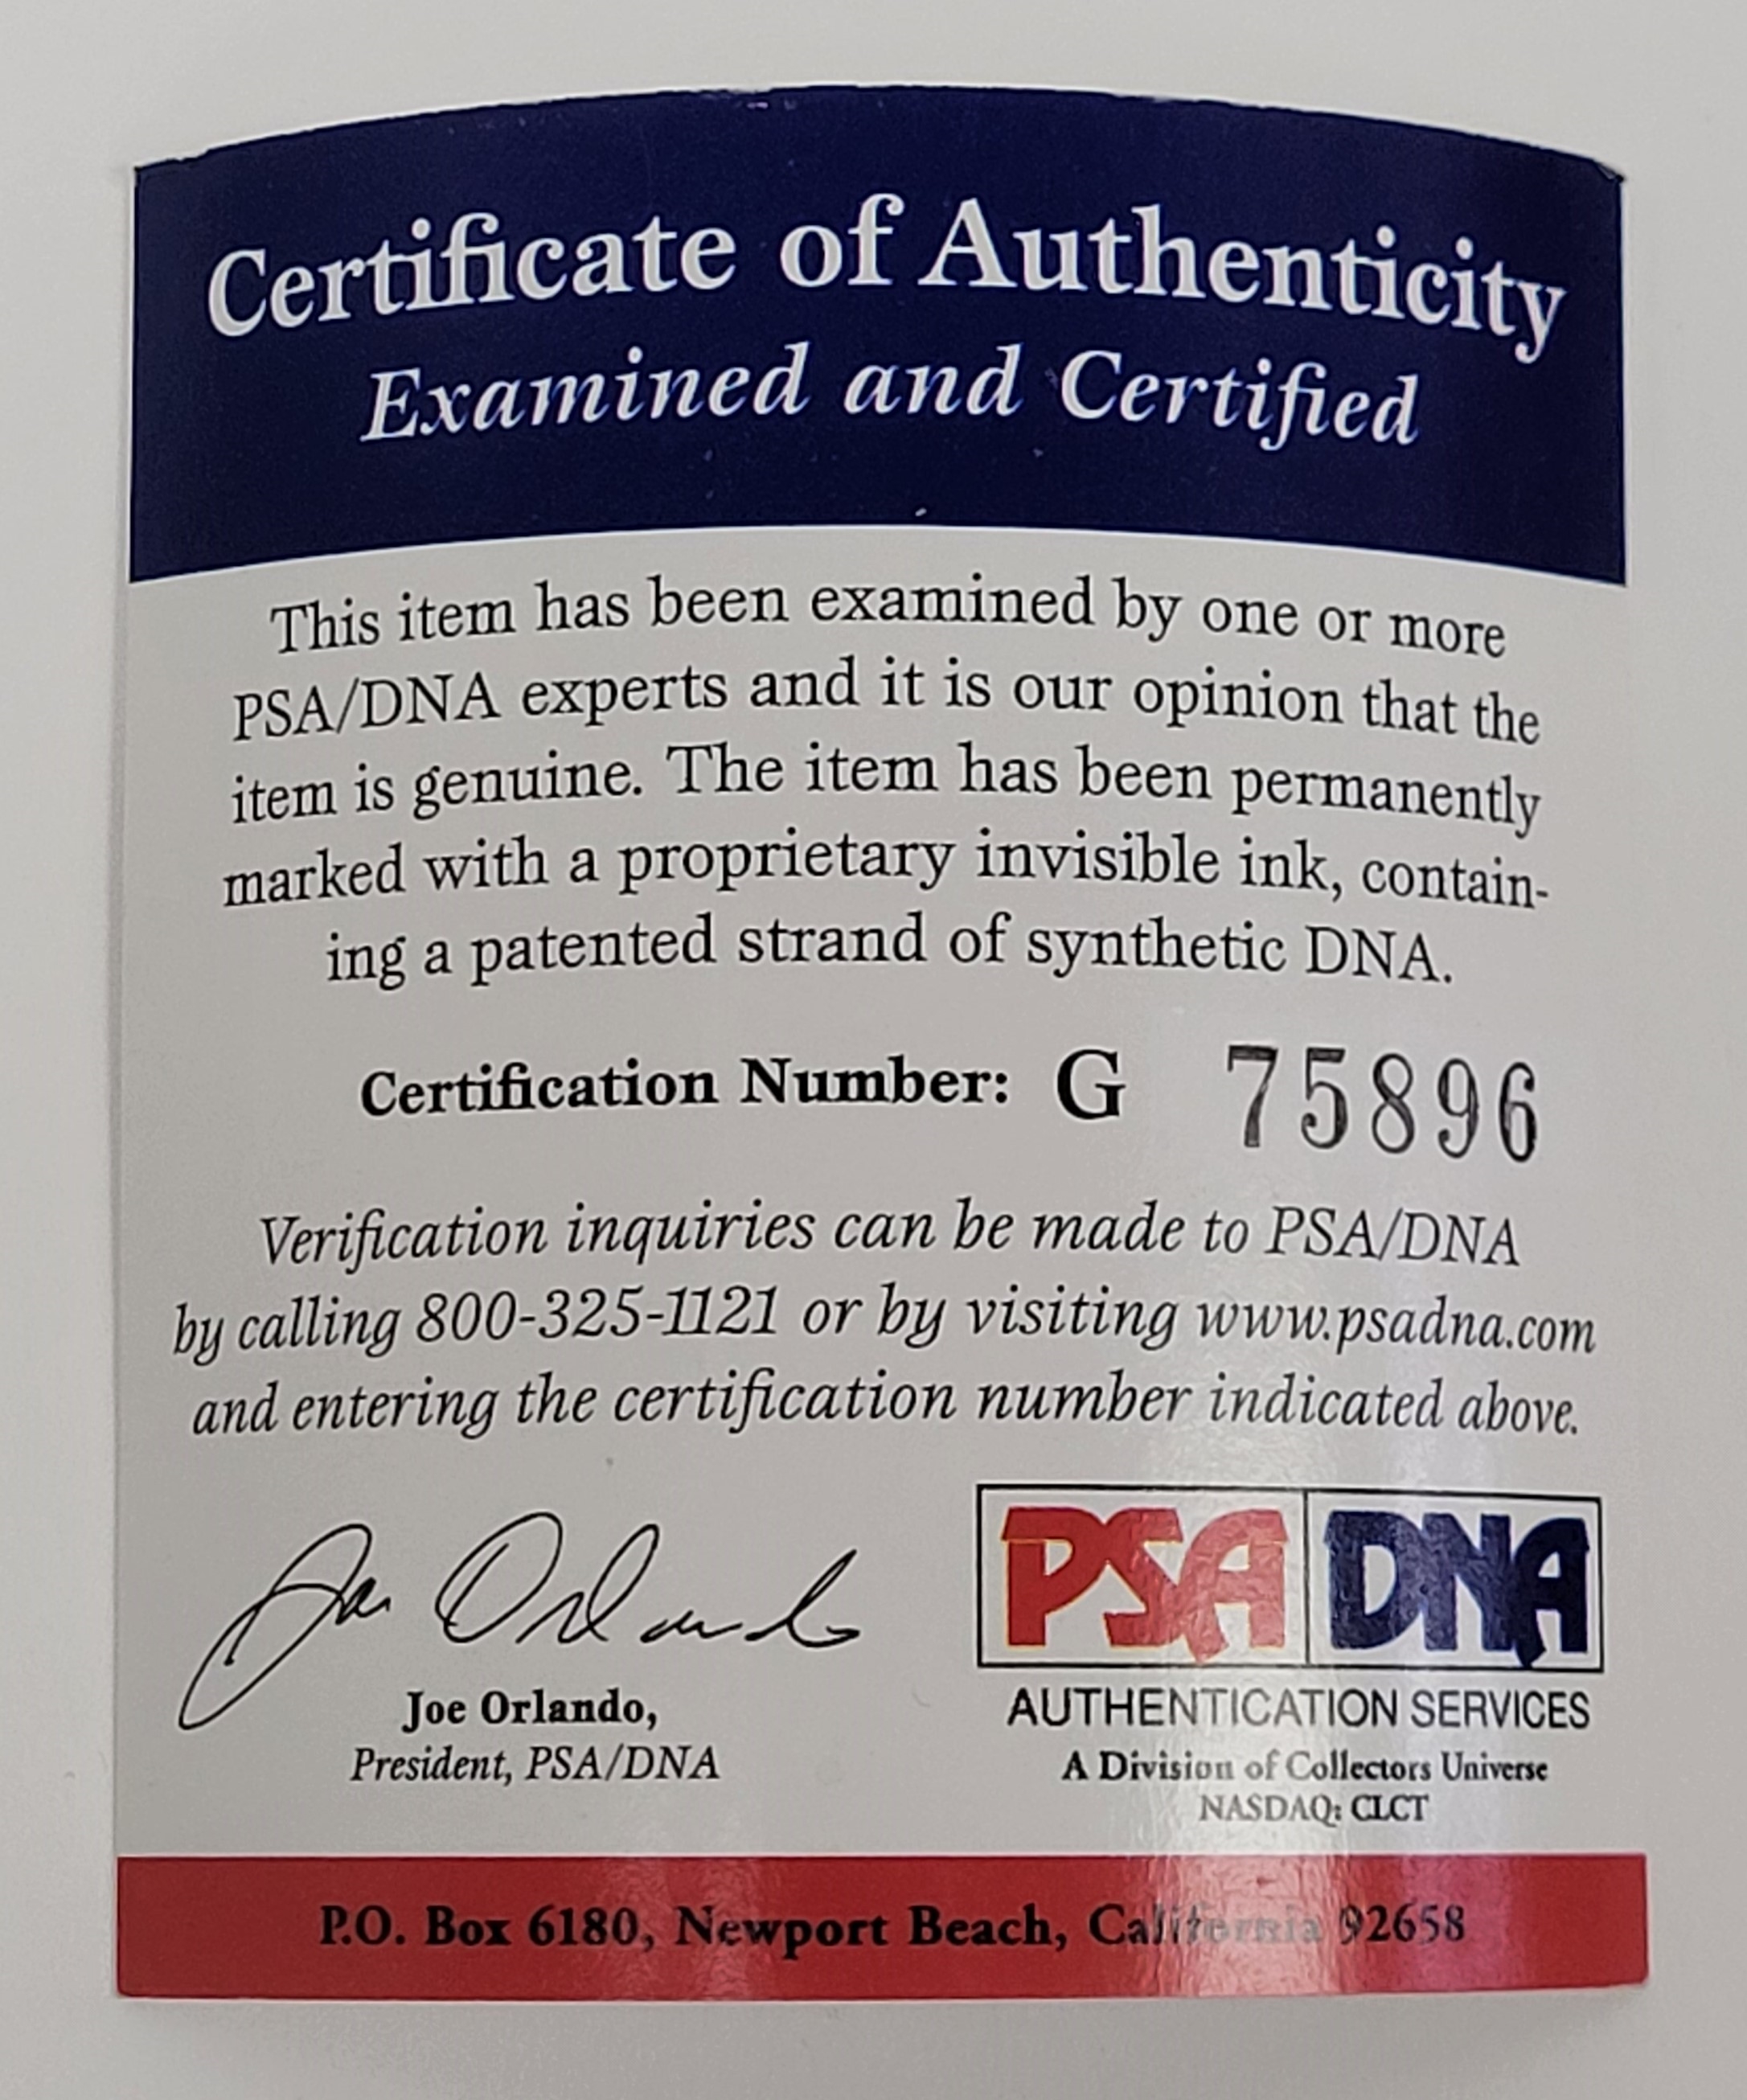 Certificate of Authenticity
Examined and Certified
This item has been examined by one or more
PSA/DNA experts and it is our opinion that the
item is genuine. The item has been permanently
marked with a proprietary invisible ink, contain-
ing a patented strand of synthetic DNA.
Certification Number: G 75896
Verification inquiries can be made to PSA/DNA
by calling 800-325-1121 or by visiting www.psadna.com
and entering the certification number indicated above.
Joe Orlando
Joe Orlando,
President, PSA/DNA
PSA DNA
AUTHENTICATION SERVICES
A Division of Collectors Universe
NASDAQ: CLCT
P.O. Box 6180, Newport Beach, California 92658